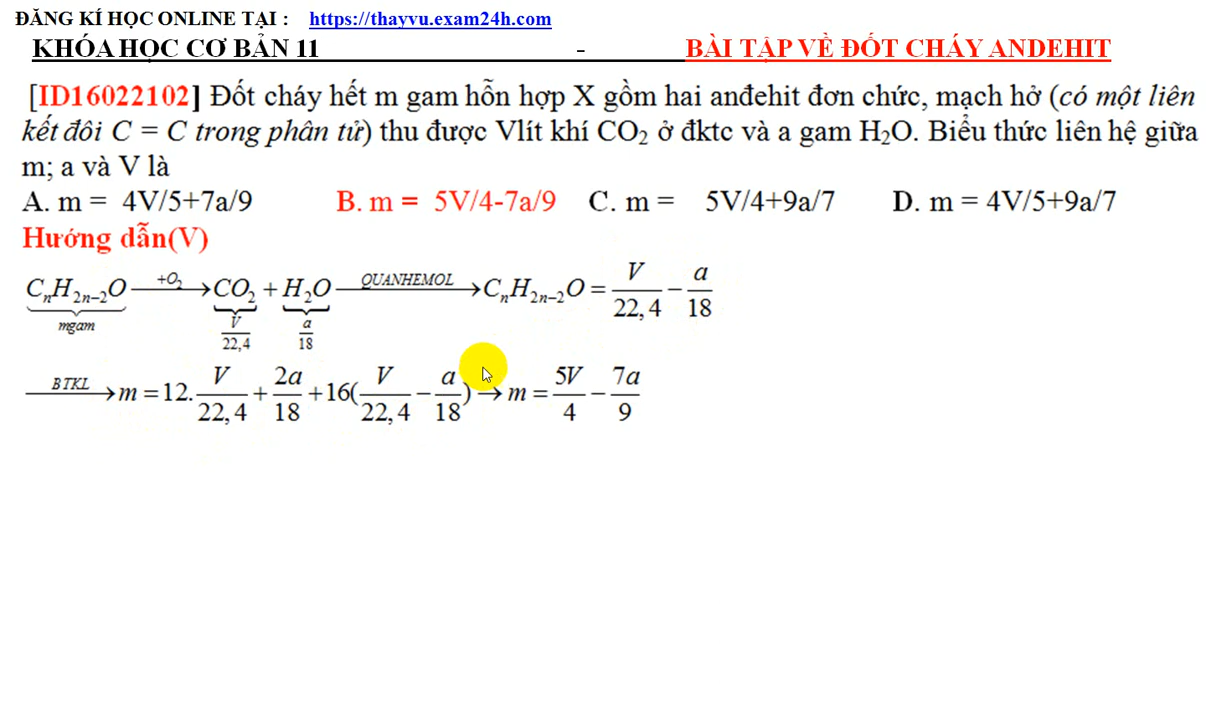 ĐĂNG KÍ HỌC ONLINE TẠI : https://thayvu.exam24h.com
KHÓA HỌC CƠ BẢN 11 - BÀI TẬP VỀ ĐỐT CHÁY ANDEHIT
[ID16022102] Đốt cháy hết m gam hỗn hợp X gồm hai anđehit đơn chức, mạch hở (có một liên
kết đôi C = C trong phân tử) thu được Vlít khí CO₂ ở đktc và a gam H₂O. Biểu thức liên hệ giữa
m; a và V là
A. m = 4V/5+7a/9 B. m = 5V/4-7a/9 C. m = 5V/4+9a/7 D. m = 4V/5+9a/7
Hướng dẫn(V)
CₙH₂ₙ₋₂O (mgam) —+O₂→ CO₂ (V/22,4) + H₂O (a/18) —QUANHEMOL→ CₙH₂ₙ₋₂O = V/22,4 − a/18
—BTKL→ m = 12.V/22,4 + 2a/18 + 16(V/22,4 − a/18) → m = 5V/4 − 7a/9